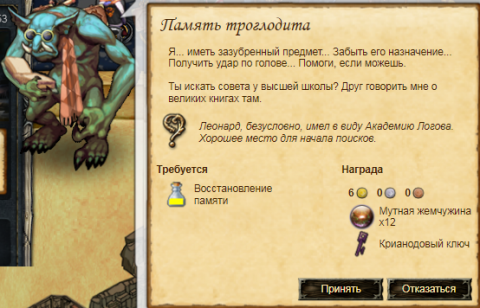 53
Память троглодита
Я... иметь зазубренный предмет... Забыть его назначение...
Получить удар по голове... Помоги, если можешь.
Ты искать совета у высшей школы? Друг говорить мне о
великих книгах там.
Леонард, безусловно, имел в виду Академию Логова.
Хорошее место для начала поисков.
Требуется
Восстановление
памяти
Награда
6 0 0
Мутная жемчужина
x12
Крианодовый ключ
Принять
Отказаться